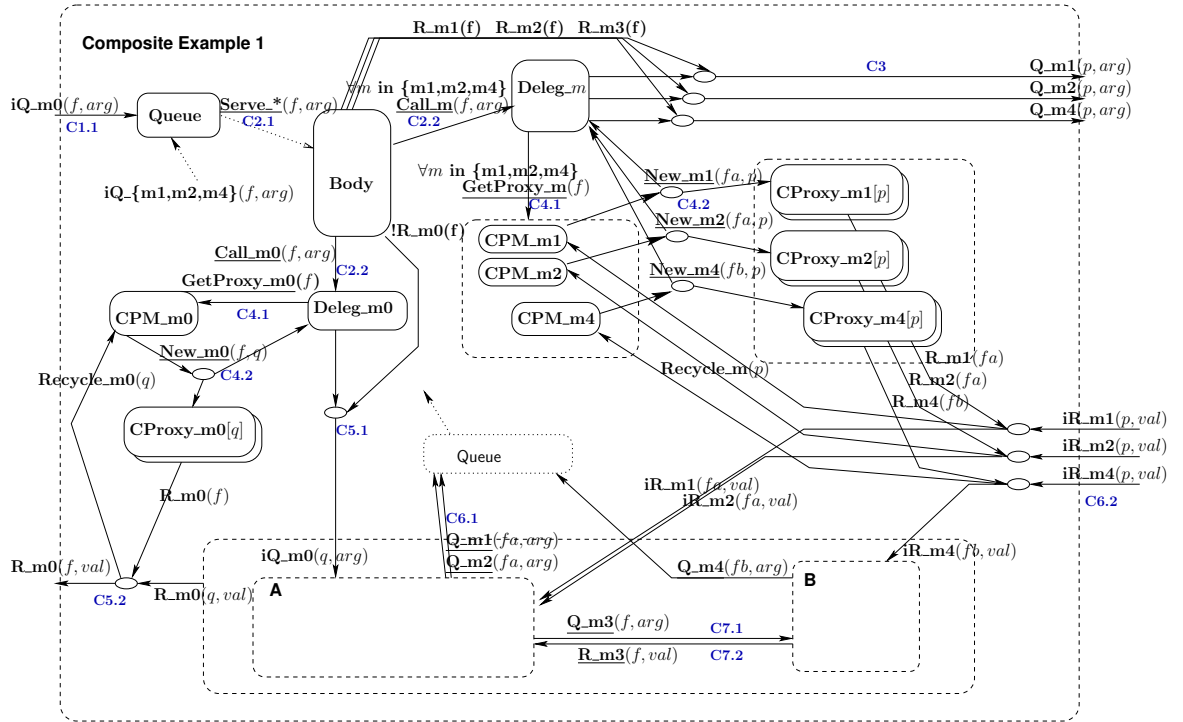 R_m1(f) R_m2(f) R_m3(f)
Composite Example 1
C3
Q_m1(p, arg)
∀m in {m1,m2,m4}
Deleg_m
iQ_m0(f, arg)
Serve_*(f, arg)
Call_m(f, arg)
Q_m2(p, arg)
C1.1
Queue
C2.1
C2.2
Q_m4(p, arg)
∀m in {m1,m2,m4}
New_m1(fa, p)
Body
iQ_{m1,m2,m4}(f, arg)
GetProxy_m(f)
CProxy_m1[p]
C4.1
C4.2
New_m2(fa, p)
!R_m0(f)
CPM_m1
Call_m0(f, arg)
CProxy_m2[p]
C2.2
CPM_m2
New_m4(fb, p)
GetProxy_m0(f)
CPM_m0
C4.1
Deleg_m0
CPM_m4
CProxy_m4[p]
New_m0(f, q)
R_m1(fa)
Recycle_m0(q)
C4.2
Recycle_m(p)
R_m2(fa)
R_m4(fb)
CProxy_m0[q]
C5.1
iR_m1(p, val)
iR_m2(p, val)
Queue
iR_m4(p, val)
R_m0(f)
iR_m1(fa, val)
iR_m2(fa, val)
C6.2
C6.1
Q_m1(fa, arg)
iQ_m0(q, arg)
Q_m2(fa, arg)
iR_m4(fb, val)
R_m0(f, val)
Q_m4(fb, arg)
C5.2
R_m0(q, val)
A
B
Q_m3(f, arg)
C7.1
R_m3(f, val)
C7.2